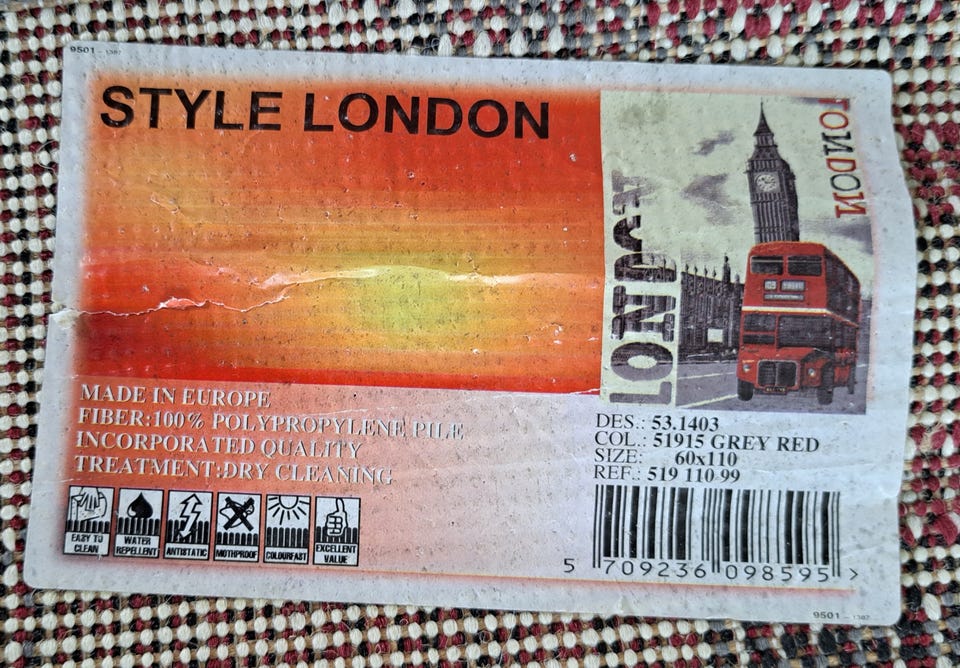 9501 - 1387
STYLE LONDON
LONDON
LONDON
MADE IN EUROPE
FIBER:100% POLYPROPYLENE PILE
INCORPORATED QUALITY
TREATMENT:DRY CLEANING
EASY TO
CLEAN
WATER
REPELLENT
ANTISTATIC
MOTHPROOF
COLOURFAST
EXCELLENT
VALUE
DES.: 53.1403
COL.: 51915 GREY RED
SIZE: 60x110
REF.: 519 110-99
5 709236 098595 >
9501 - 1387